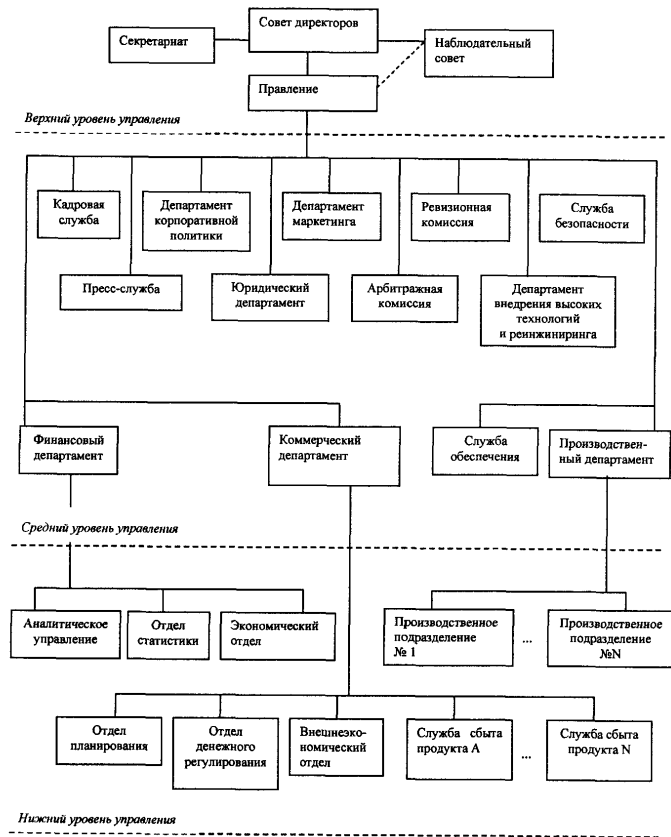 Совет директоров
Секретариат
Наблюдательный
совет
Правление
Верхний уровень управления
Кадровая
служба
Департамент
корпоративной
политики
Департамент
маркетинга
Ревизионная
комиссия
Служба
безопасности
Пресс-служба
Юридический
департамент
Арбитражная
комиссия
Департамент
внедрения высоких
технологий
и реинжиниринга
Финансовый
департамент
Коммерческий
департамент
Служба
обеспечения
Производствен-
ный департамент
Средний уровень управления
Аналитическое
управление
Отдел
статистики
Экономический
отдел
Производственное
подразделение
№ 1
...
Производственное
подразделение
№N
Отдел
планирования
Отдел
денежного
регулирования
Внешнеэко-
номический
отдел
Служба сбыта
продукта А
...
Служба сбыта
продукта N
Нижний уровень управления